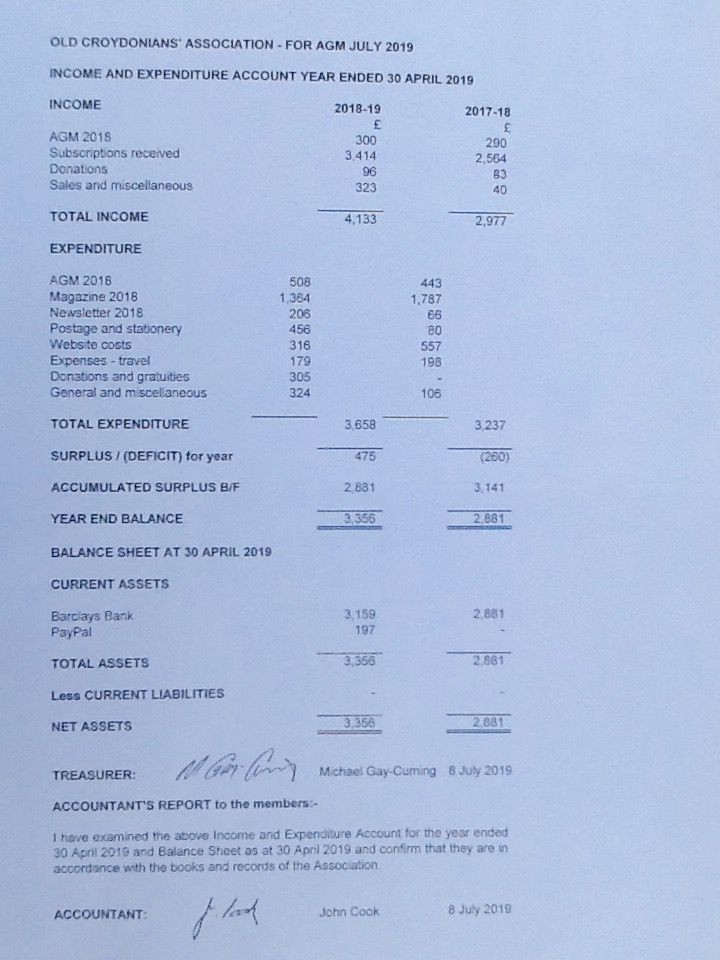 OLD CROYDONIANS' ASSOCIATION - FOR AGM JULY 2019
INCOME AND EXPENDITURE ACCOUNT YEAR ENDED 30 APRIL 2019
INCOME 2018-19 2017-18
£ £
AGM 2018 300 290
Subscriptions received 3,414 2,564
Donations 96 83
Sales and miscellaneous 323 40
TOTAL INCOME 4,133 2,977
EXPENDITURE
AGM 2018 508 443
Magazine 2018 1,364 1,787
Newsletter 2018 206 66
Postage and stationery 456 80
Website costs 316 557
Expenses - travel 179 198
Donations and gratuities 305 -
General and miscellaneous 324 106
TOTAL EXPENDITURE 3,658 3,237
SURPLUS / (DEFICIT) for year 475 (260)
ACCUMULATED SURPLUS B/F 2,881 3,141
YEAR END BALANCE 3,356 2,881
BALANCE SHEET AT 30 APRIL 2019
CURRENT ASSETS
Barclays Bank 3,159 2,881
PayPal 197 -
TOTAL ASSETS 3,356 2,881
Less CURRENT LIABILITIES - -
NET ASSETS 3,356 2,881
TREASURER: M Gay-Cuming Michael Gay-Cuming 8 July 2019
ACCOUNTANT'S REPORT to the members:-
I have examined the above Income and Expenditure Account for the year ended
30 April 2019 and Balance Sheet as at 30 April 2019 and confirm that they are in
accordance with the books and records of the Association.
ACCOUNTANT: J. Cook John Cook 8 July 2019